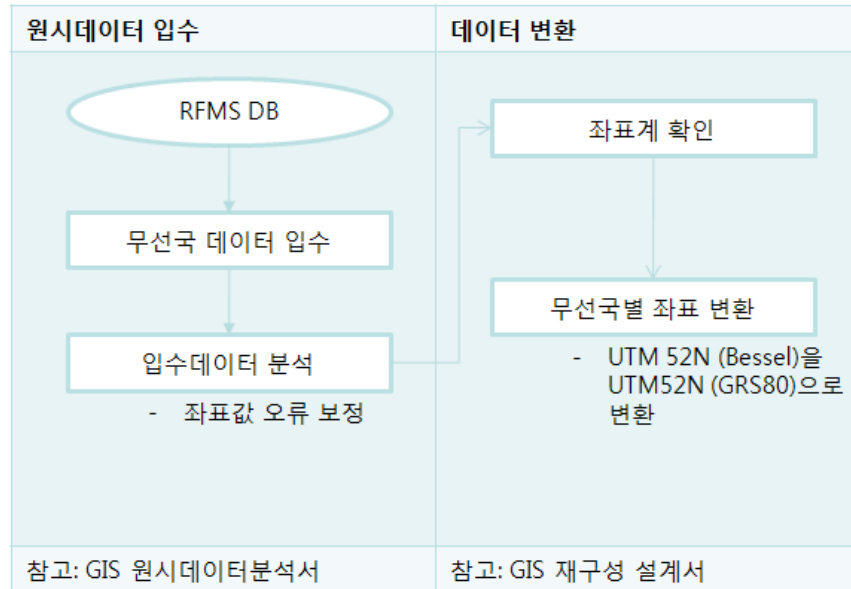 원시데이터 입수
데이터 변환
RFMS DB
무선국 데이터 입수
입수데이터 분석
- 좌표값 오류 보정
좌표계 확인
무선국별 좌표 변환
- UTM 52N (Bessel)을
UTM52N (GRS80)으로
변환
참고: GIS 원시데이터분석서
참고: GIS 재구성 설계서